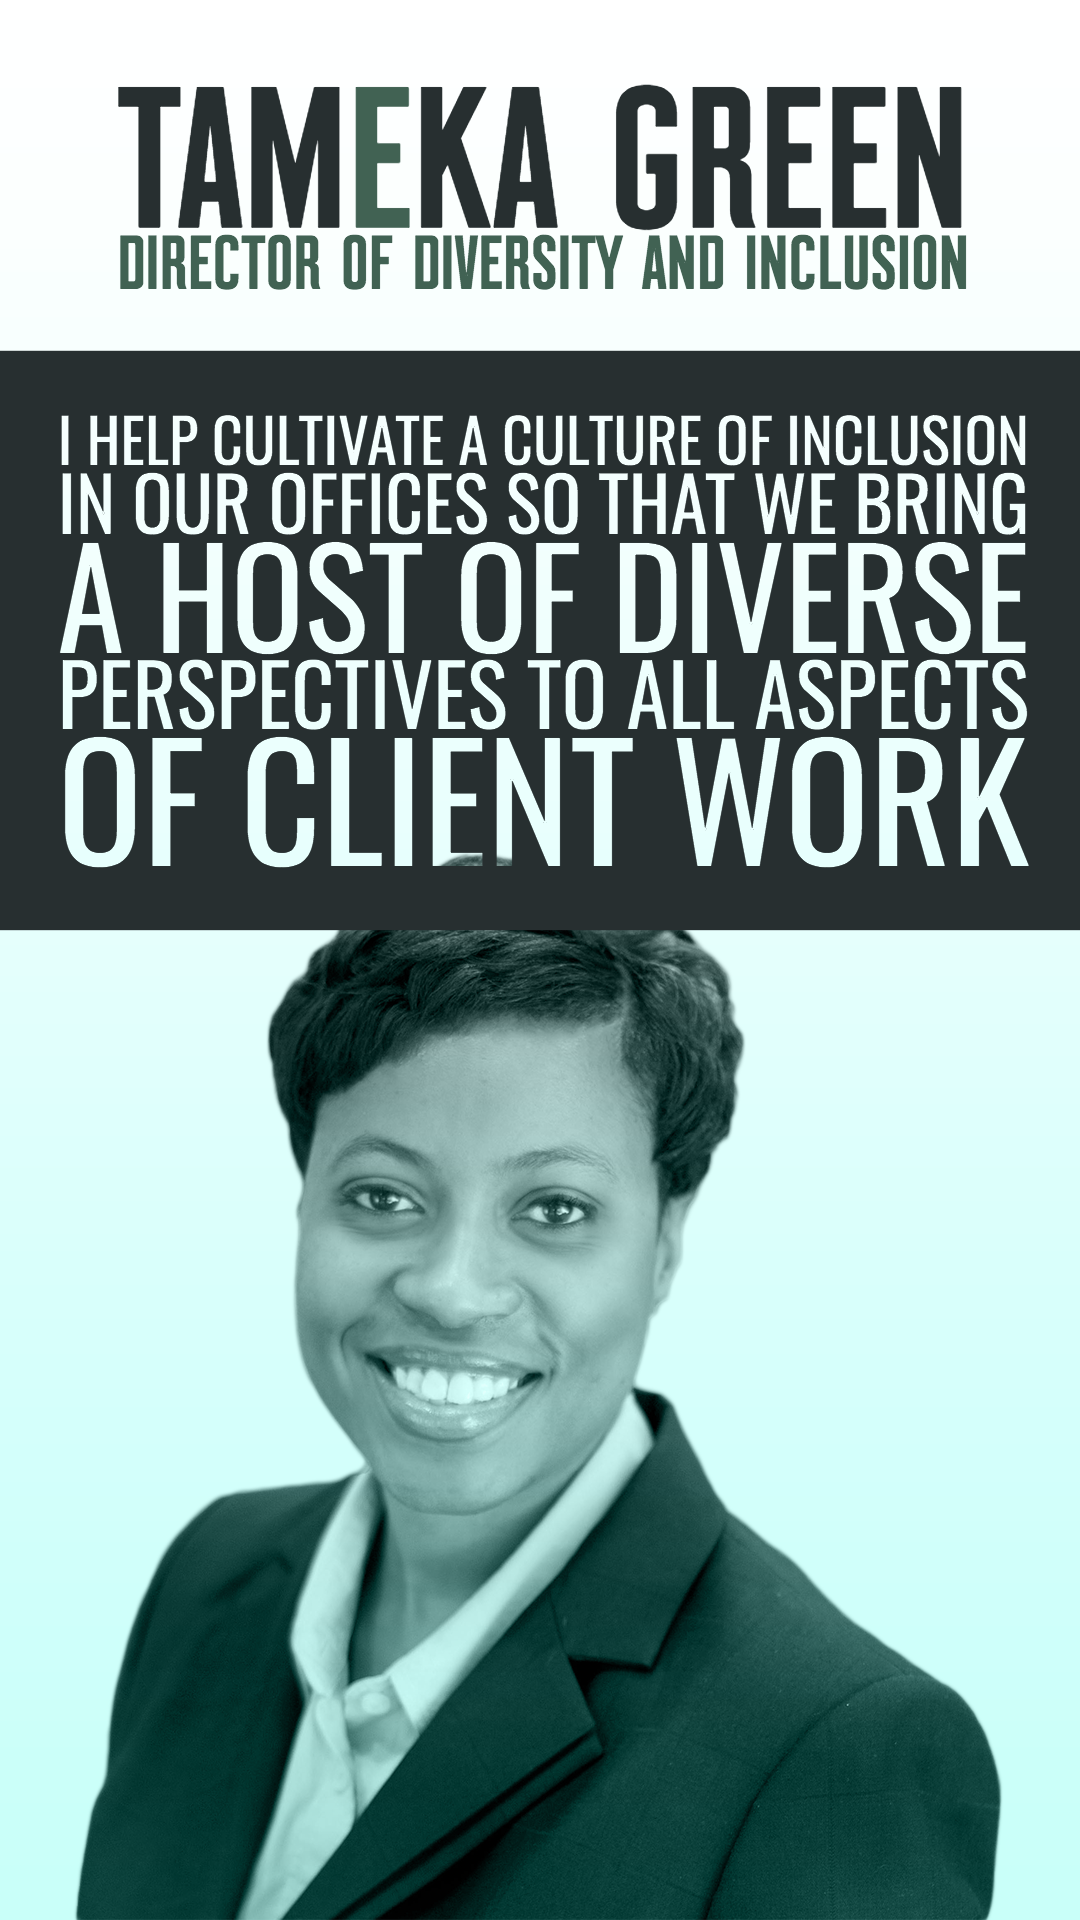 TAMEKA GREEN
DIRECTOR OF DIVERSITY AND INCLUSION
I HELP CULTIVATE A CULTURE OF INCLUSION
IN OUR OFFICES SO THAT WE BRING
A HOST OF DIVERSE
PERSPECTIVES TO ALL ASPECTS
OF CLIENT WORK